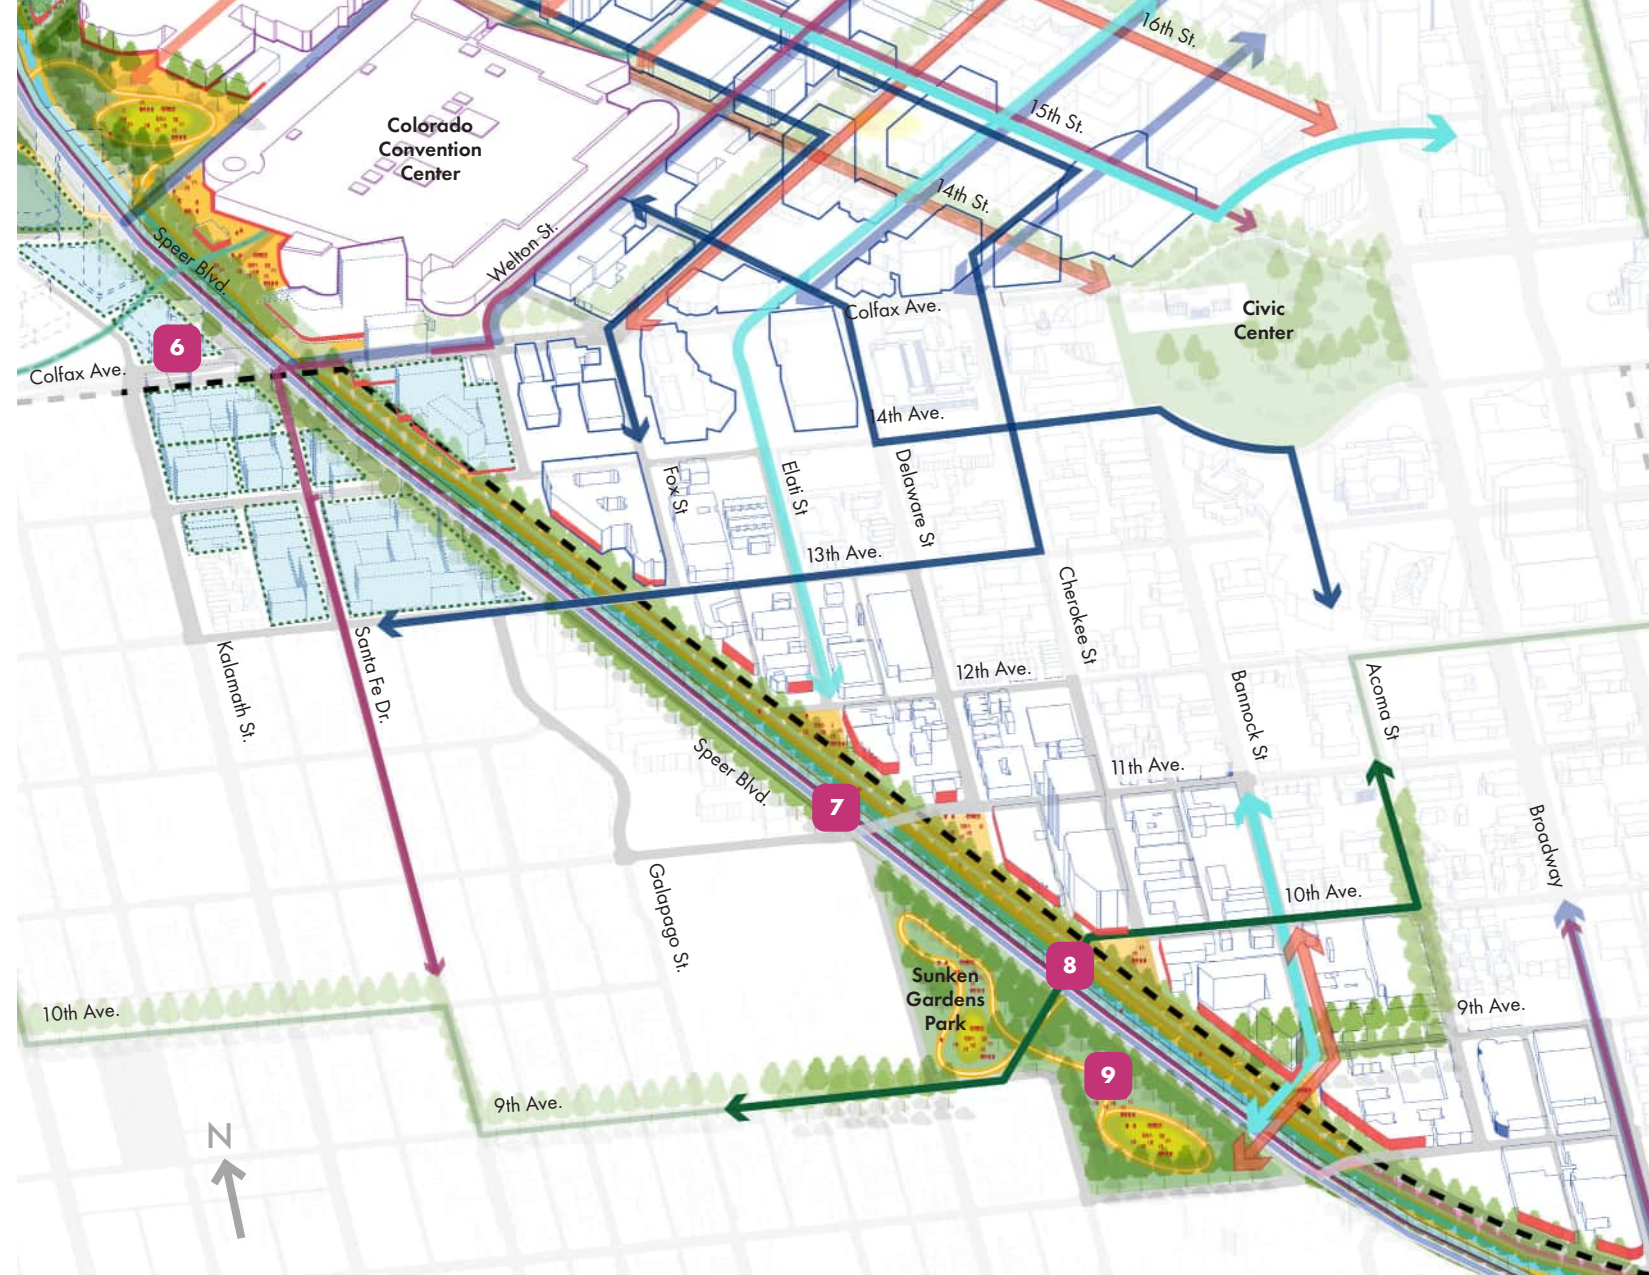 16th St.
15th St.
Colorado
Convention
Center
14th St.
Welton St.
Speer Blvd.
Colfax Ave.
Civic
Center
6
Colfax Ave.
14th Ave.
Fox St
Elati St
Delaware St
13th Ave.
Cherokee St
Kalamath St.
Santa Fe Dr.
12th Ave.
Bannock St
Acoma St
Speer Blvd.
11th Ave.
7
Broadway
Galapago St.
10th Ave.
8
Sunken
Gardens
Park
10th Ave.
9th Ave.
9
9th Ave.
N